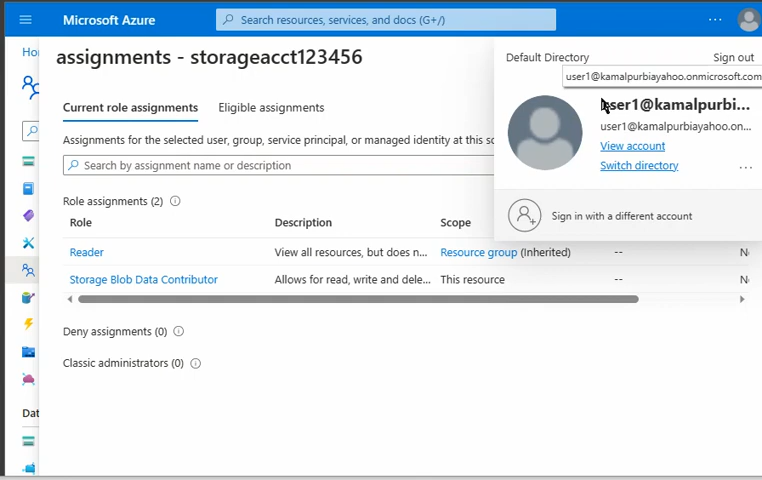 Microsoft Azure
Search resources, services, and docs (G+/)
...
Ho
assignments - storageacct123456
Default Directory
Sign out
user1@kamalpurbiayahoo.onmicrosoft.com
user1@kamalpurbi...
user1@kamalpurbiayahoo.on...
View account
Switch directory
...
Sign in with a different account
Current role assignments
Eligible assignments
Assignments for the selected user, group, service principal, or managed identity at this sc
Search by assignment name or description
Role assignments (2)
Role
Description
Scope
Reader
View all resources, but does n...
Resource group (Inherited)
--
N
Storage Blob Data Contributor
Allows for read, write and dele...
This resource
--
N
Deny assignments (0)
Classic administrators (0)
Dat